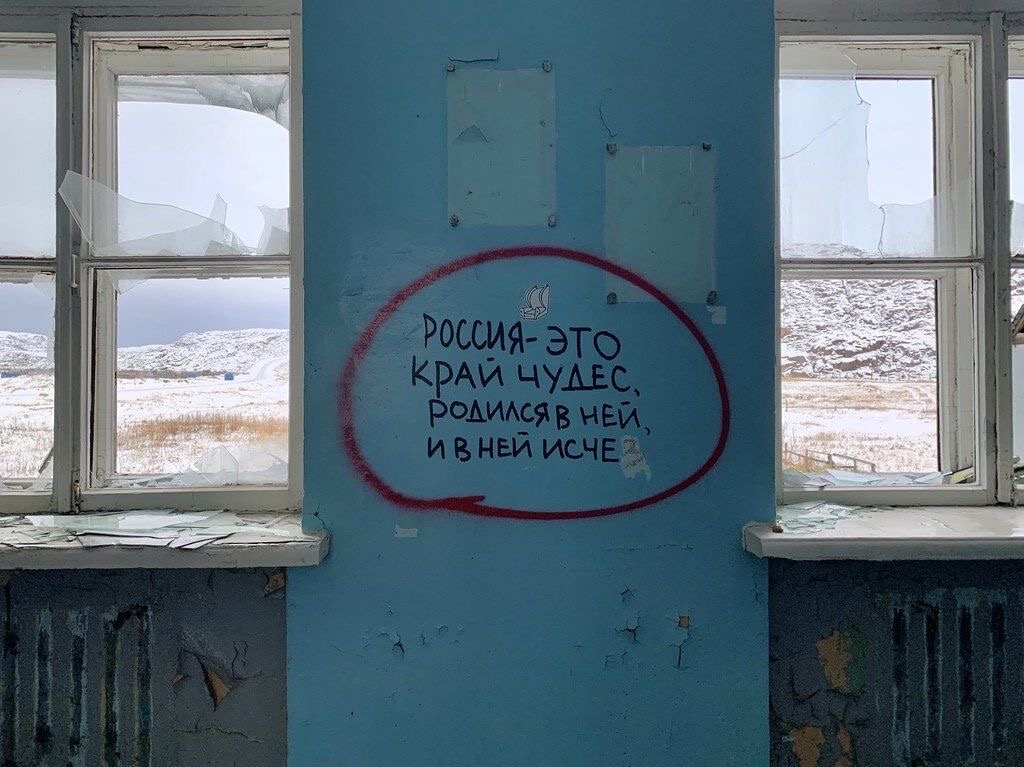 РОССИЯ-ЭТО
КРАЙ ЧУДЕС,
РОДИЛСЯ В НЕЙ,
И В НЕЙ ИСЧЕ